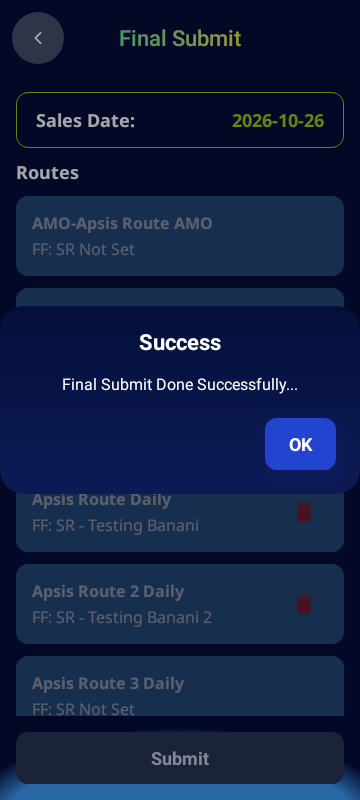 Final Submit
Sales Date: 2026-10-26
Routes
AMO-Apsis Route AMO
FF: SR Not Set
Success
Final Submit Done Successfully...
OK
Apsis Route Daily
FF: SR - Testing Banani
Apsis Route 2 Daily
FF: SR - Testing Banani 2
Apsis Route 3 Daily
FF: SR Not Set
Submit